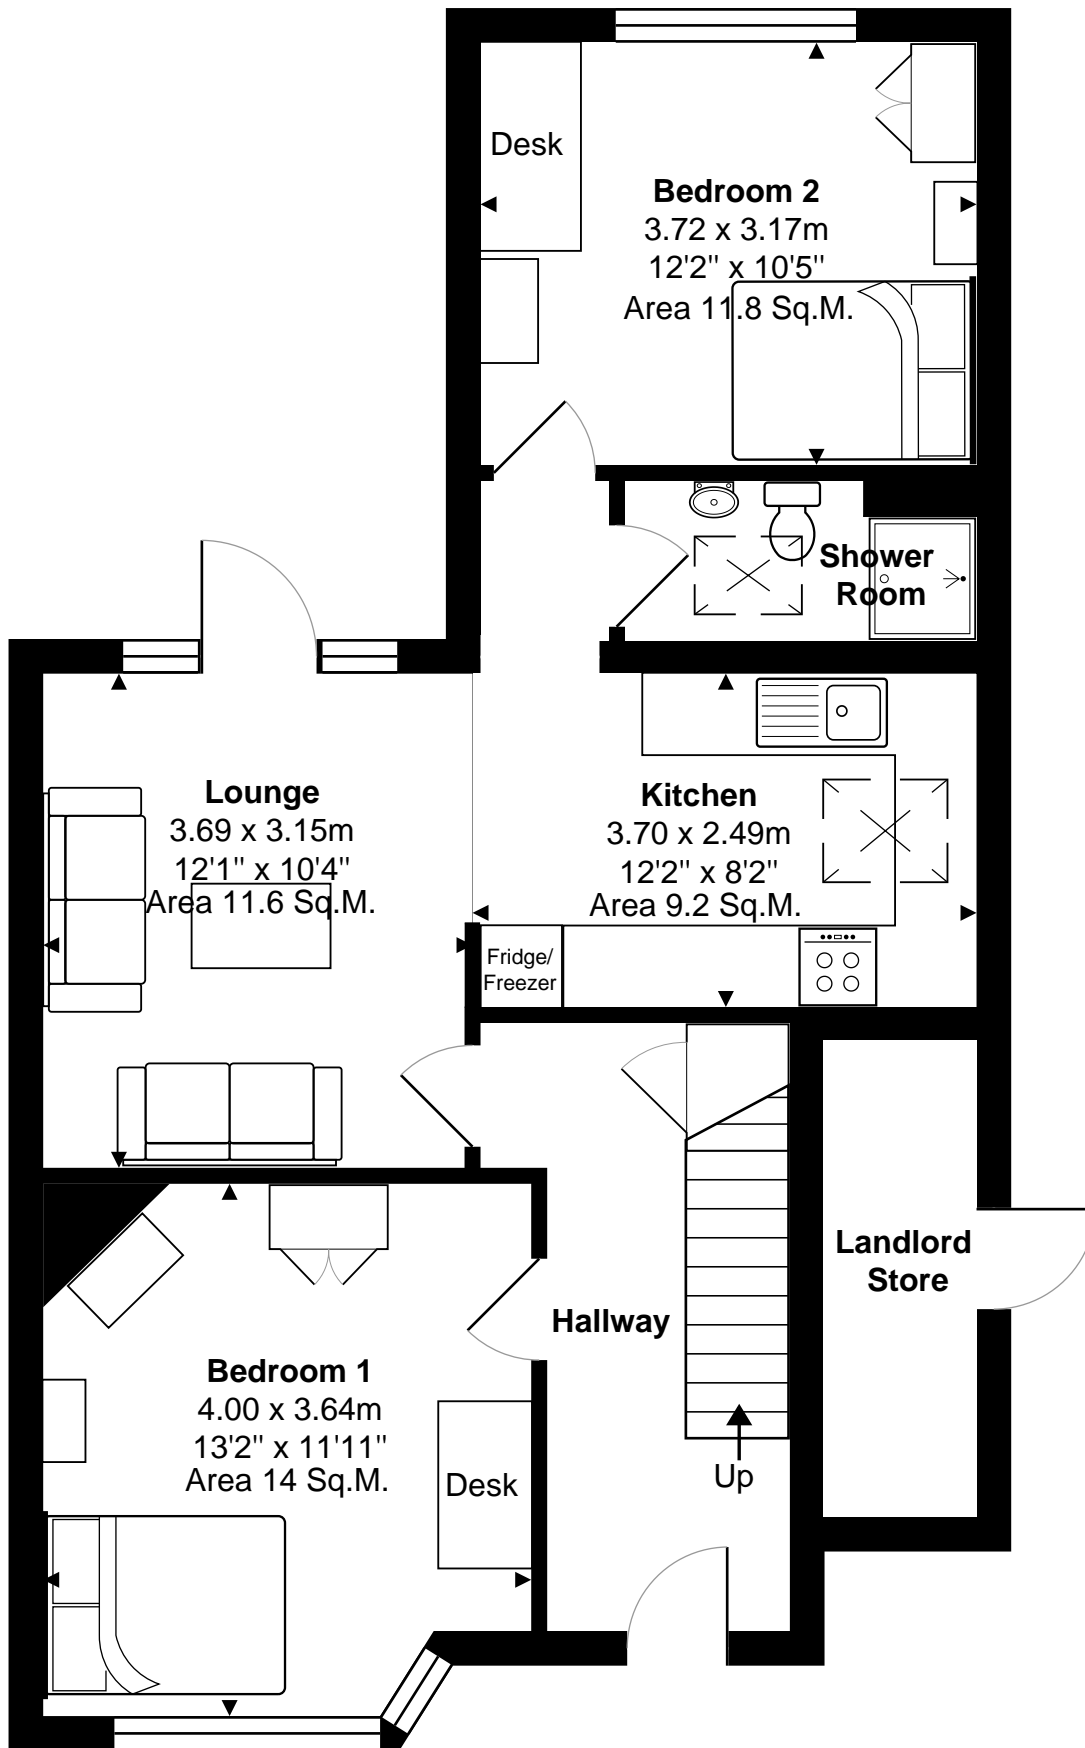 Desk
Bedroom 2
3.72 x 3.17m
12'2" x 10'5"
Area 11.8 Sq.M.
Shower
Room
Lounge
3.69 x 3.15m
12'1" x 10'4"
Area 11.6 Sq.M.
Kitchen
3.70 x 2.49m
12'2" x 8'2"
Area 9.2 Sq.M.
Fridge/
Freezer
Landlord
Store
Hallway
Bedroom 1
4.00 x 3.64m
13'2" x 11'11"
Area 14 Sq.M.
Desk
Up